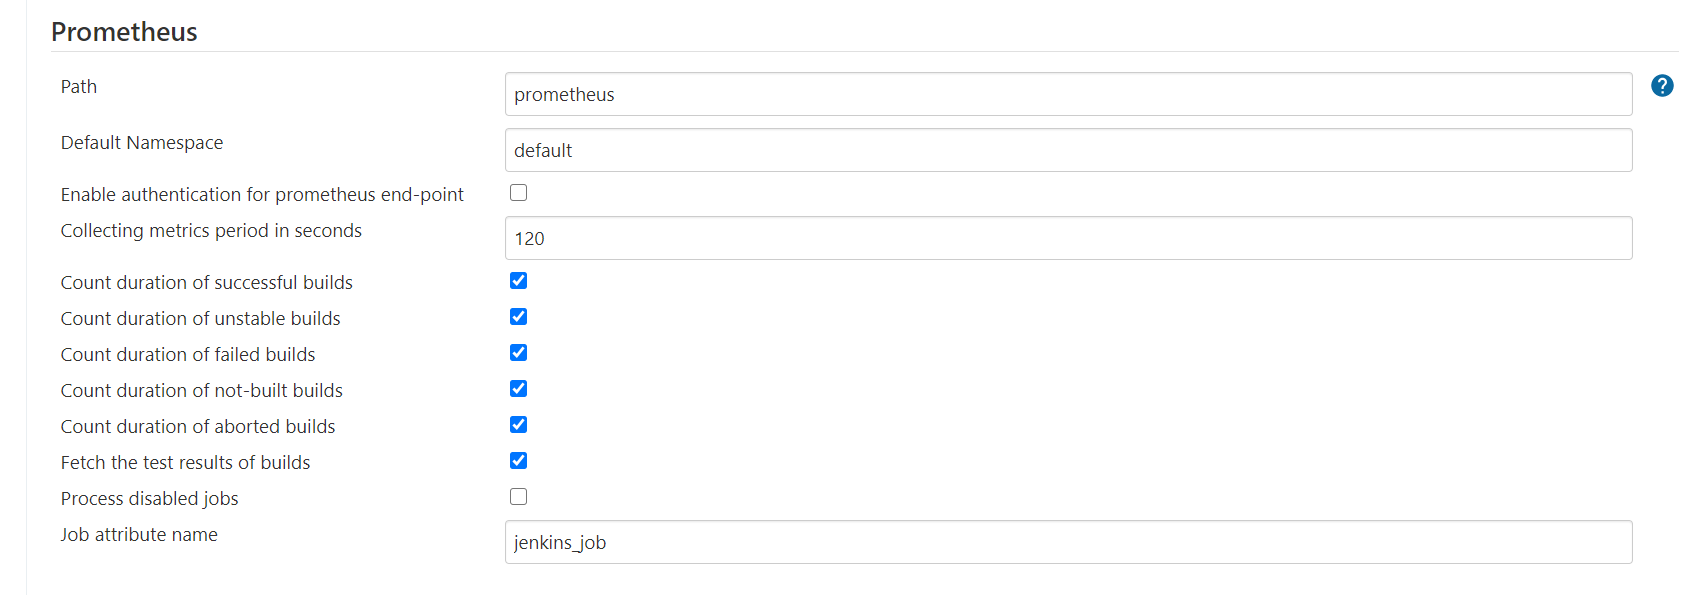 Prometheus
Path
prometheus
?
Default Namespace
default
Enable authentication for prometheus end-point
Collecting metrics period in seconds
120
Count duration of successful builds
Count duration of unstable builds
Count duration of failed builds
Count duration of not-built builds
Count duration of aborted builds
Fetch the test results of builds
Process disabled jobs
Job attribute name
jenkins_job